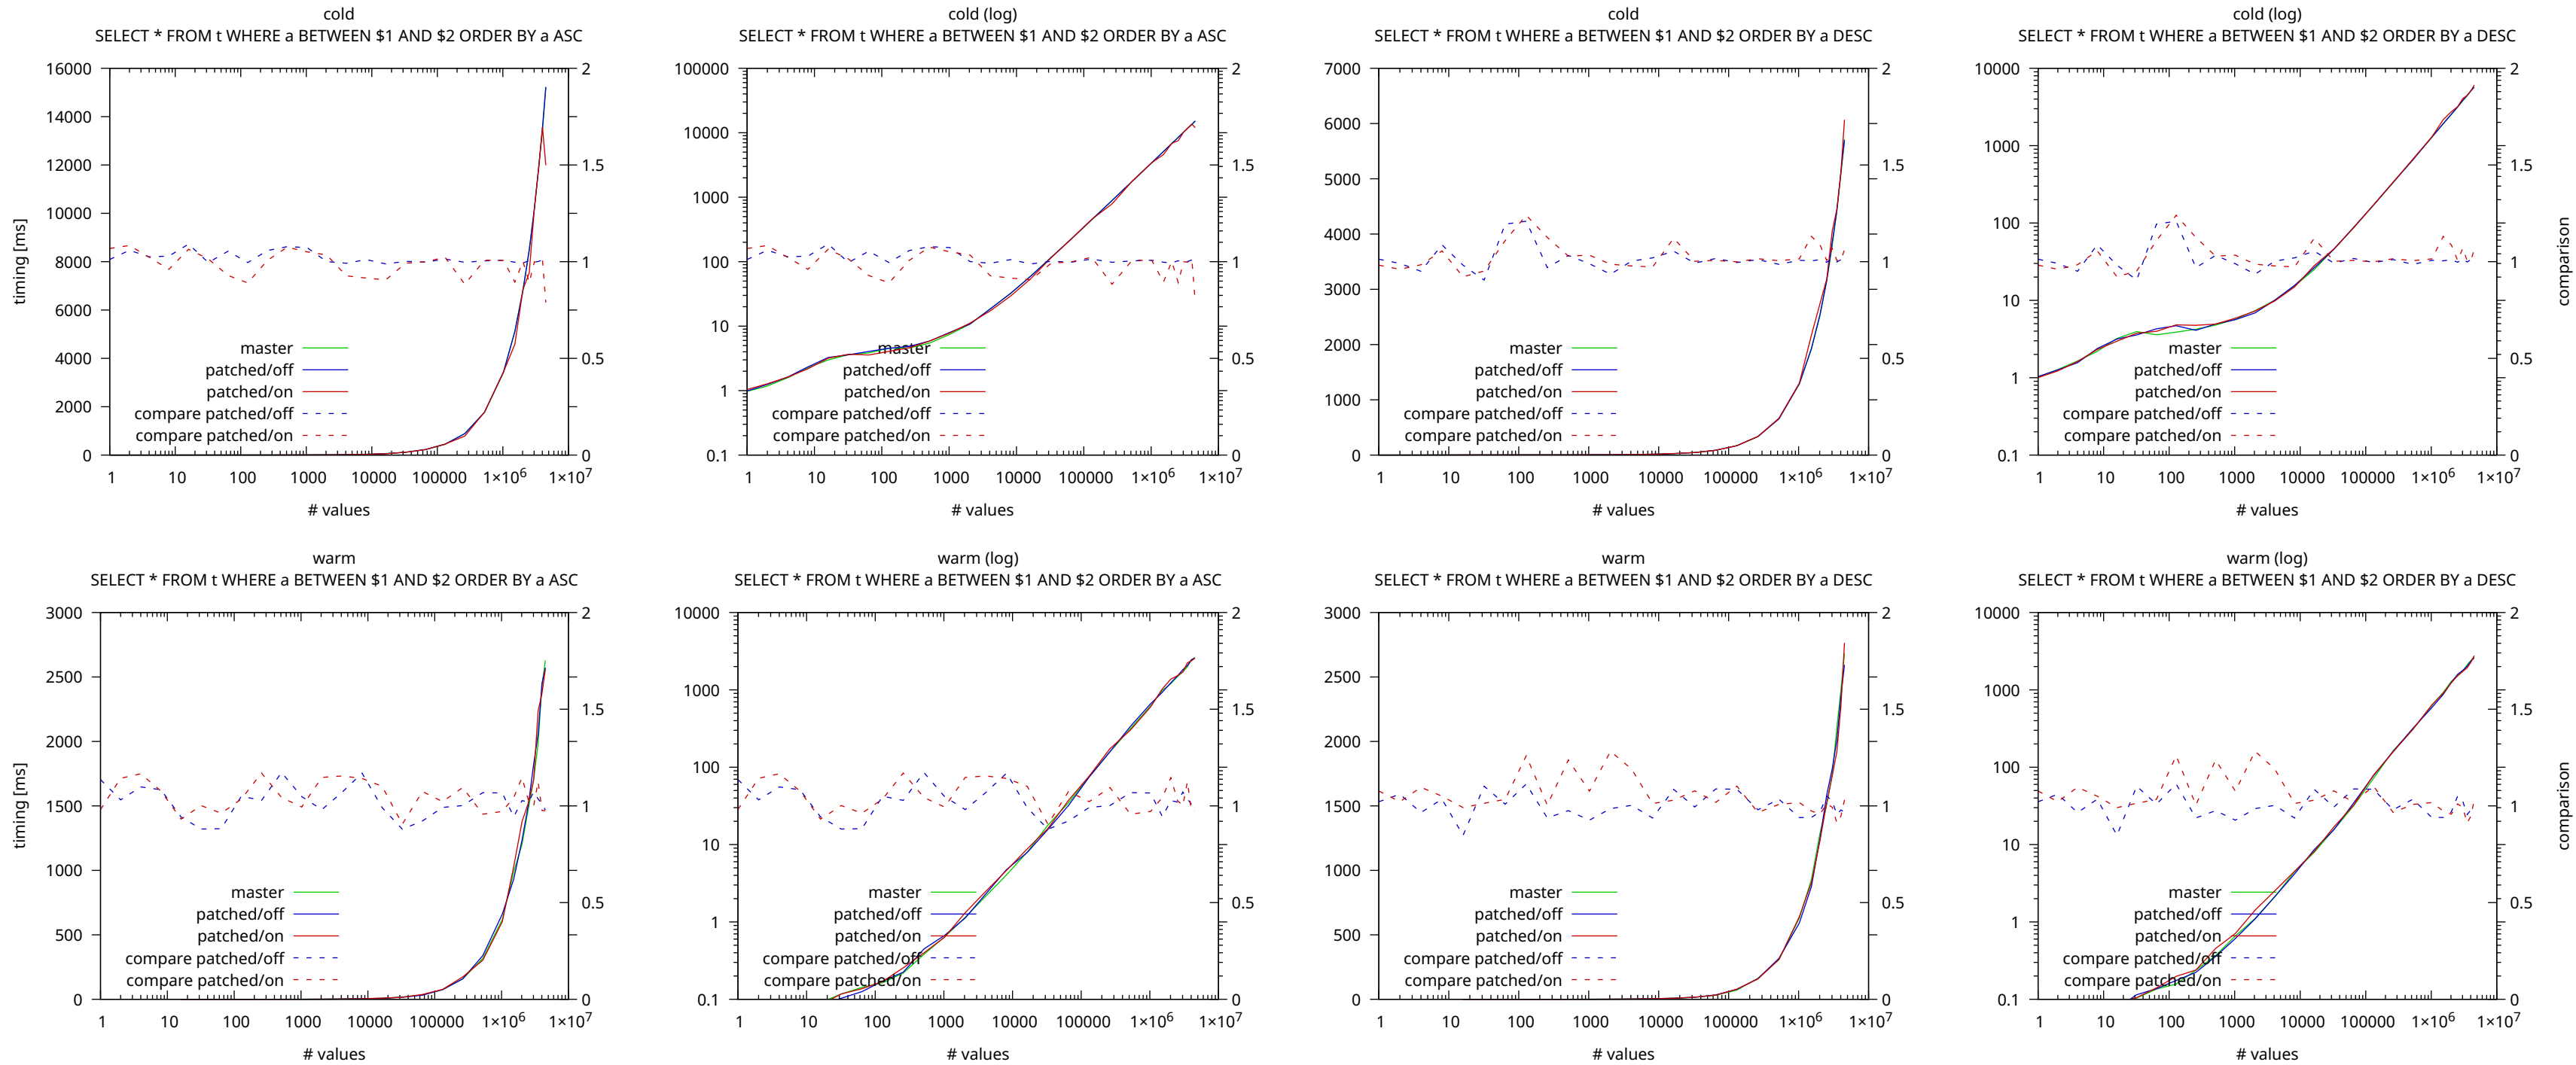 cold
SELECT * FROM t WHERE a BETWEEN $1 AND $2 ORDER BY a ASC
16000
14000
12000
10000
8000
6000
4000
2000
0
2
1.5
1
0.5
0
timing [ms]
master
patched/off
patched/on
compare patched/off
compare patched/on
1 10 100 1000 10000 100000 1×10⁶ 1×10⁷
# values
cold (log)
SELECT * FROM t WHERE a BETWEEN $1 AND $2 ORDER BY a ASC
100000
10000
1000
100
10
1
0.1
2
1.5
1
0.5
0
master
patched/off
patched/on
compare patched/off
compare patched/on
1 10 100 1000 10000 100000 1×10⁶ 1×10⁷
# values
cold
SELECT * FROM t WHERE a BETWEEN $1 AND $2 ORDER BY a DESC
7000
6000
5000
4000
3000
2000
1000
0
2
1.5
1
0.5
0
master
patched/off
patched/on
compare patched/off
compare patched/on
1 10 100 1000 10000 100000 1×10⁶ 1×10⁷
# values
cold (log)
SELECT * FROM t WHERE a BETWEEN $1 AND $2 ORDER BY a DESC
10000
1000
100
10
1
0.1
2
1.5
1
0.5
0
comparison
master
patched/off
patched/on
compare patched/off
compare patched/on
1 10 100 1000 10000 100000 1×10⁶ 1×10⁷
# values
warm
SELECT * FROM t WHERE a BETWEEN $1 AND $2 ORDER BY a ASC
3000
2500
2000
1500
1000
500
0
2
1.5
1
0.5
0
timing [ms]
master
patched/off
patched/on
compare patched/off
compare patched/on
1 10 100 1000 10000 100000 1×10⁶ 1×10⁷
# values
warm (log)
SELECT * FROM t WHERE a BETWEEN $1 AND $2 ORDER BY a ASC
10000
1000
100
10
1
0.1
2
1.5
1
0.5
0
master
patched/off
patched/on
compare patched/off
compare patched/on
1 10 100 1000 10000 100000 1×10⁶ 1×10⁷
# values
warm
SELECT * FROM t WHERE a BETWEEN $1 AND $2 ORDER BY a DESC
3000
2500
2000
1500
1000
500
0
2
1.5
1
0.5
0
master
patched/off
patched/on
compare patched/off
compare patched/on
1 10 100 1000 10000 100000 1×10⁶ 1×10⁷
# values
warm (log)
SELECT * FROM t WHERE a BETWEEN $1 AND $2 ORDER BY a DESC
10000
1000
100
10
1
0.1
2
1.5
1
0.5
0
comparison
master
patched/off
patched/on
compare patched/off
compare patched/on
1 10 100 1000 10000 100000 1×10⁶ 1×10⁷
# values